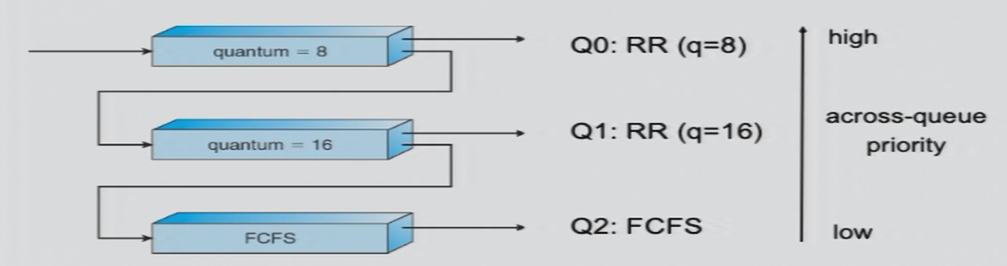 quantum = 8
Q0: RR (q=8)
high
quantum = 16
Q1: RR (q=16)
across-queue
priority
FCFS
Q2: FCFS
low